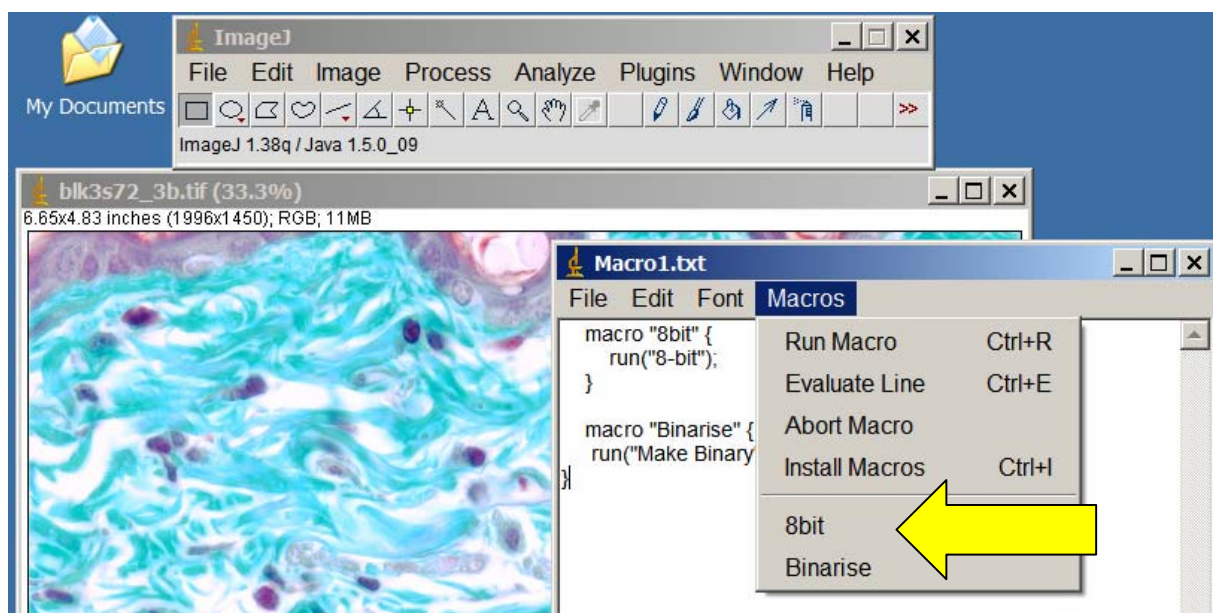 My Documents
ImageJ
File Edit Image Process Analyze Plugins Window Help
A
>>
ImageJ 1.38q / Java 1.5.0_09
blk3s72_3b.tif (33.3%)
6.65x4.83 inches (1996x1450); RGB; 11MB
Macro1.txt
File Edit Font Macros
macro "8bit" {
run("8-bit");
}
macro "Binarise" {
run("Make Binary"
}
Run Macro Ctrl+R
Evaluate Line Ctrl+E
Abort Macro
Install Macros Ctrl+I
8bit
Binarise